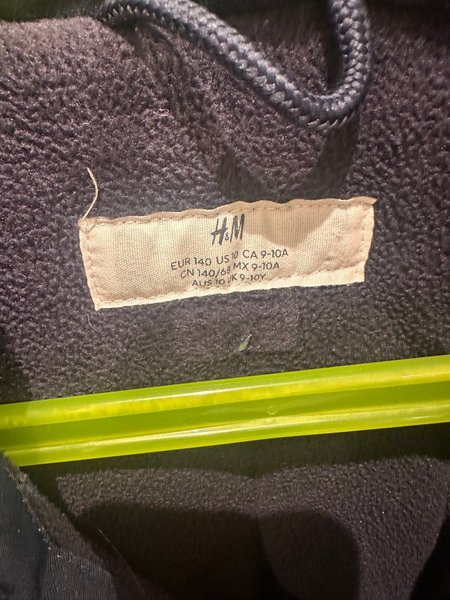 H&M
EUR 140 US 10 CA 9-10A
CN 140/68 MX 9-10A
AUS 10 UK 9-10Y